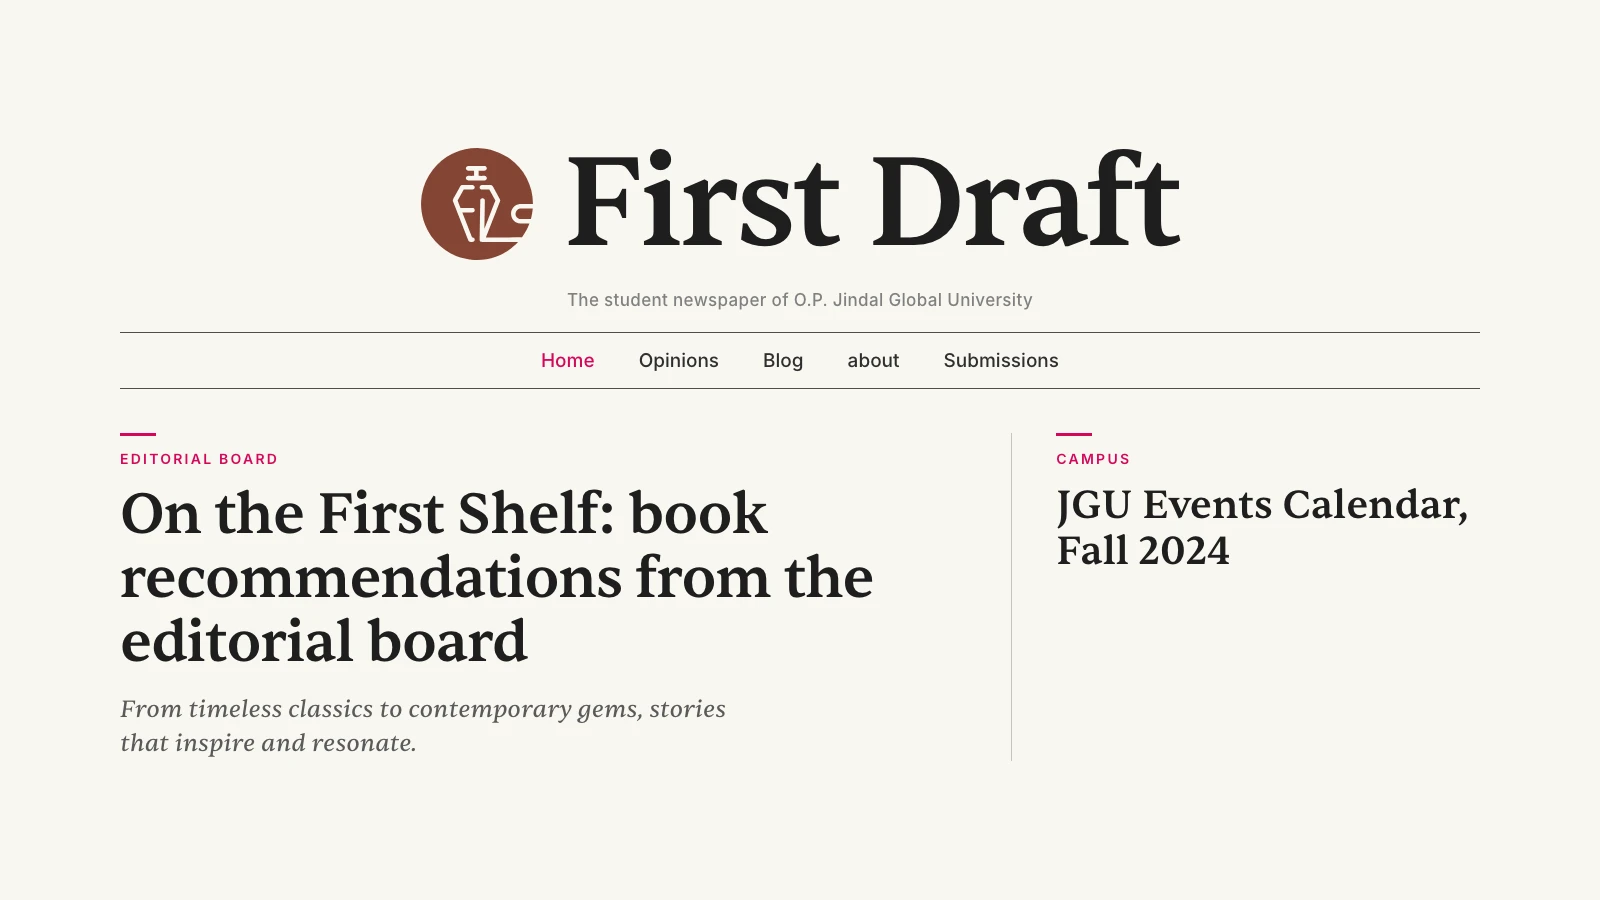 First Draft
The student newspaper of O.P. Jindal Global University
Home Opinions Blog about Submissions
EDITORIAL BOARD
On the First Shelf: book
recommendations from the
editorial board
From timeless classics to contemporary gems, stories
that inspire and resonate.
CAMPUS
JGU Events Calendar,
Fall 2024